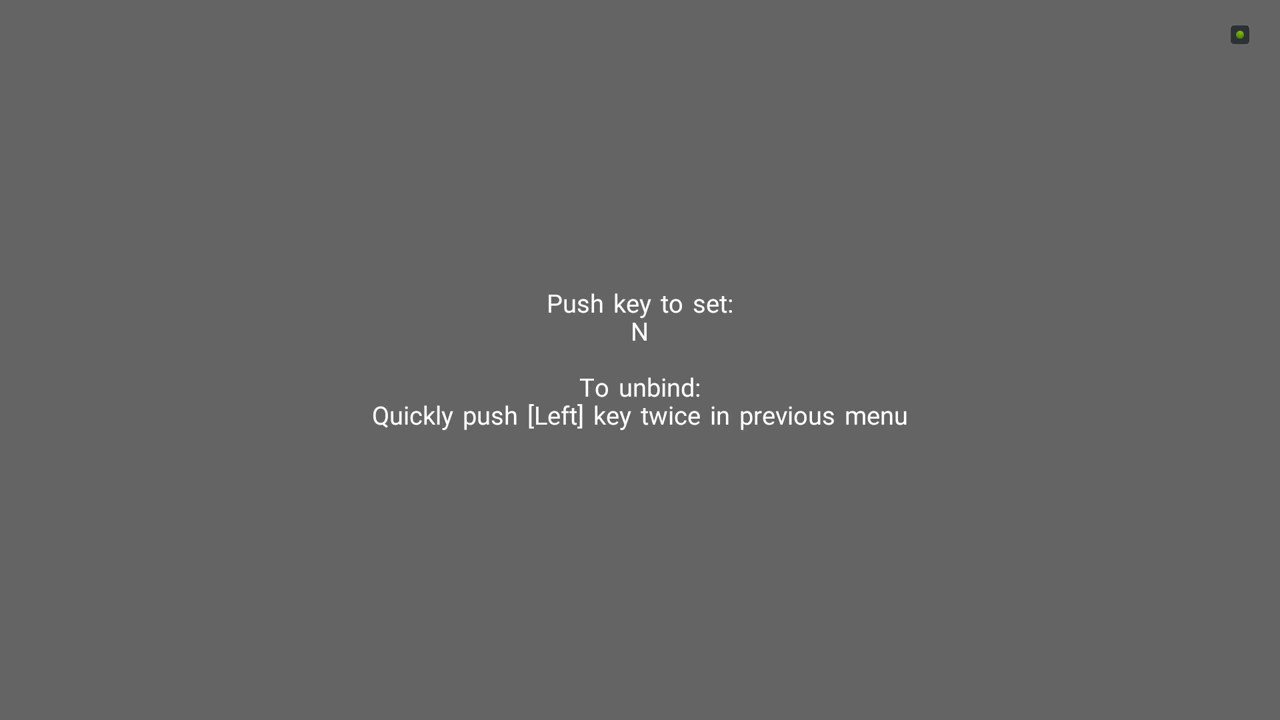 Push key to set:
N
To unbind:
Quickly push [Left] key twice in previous menu